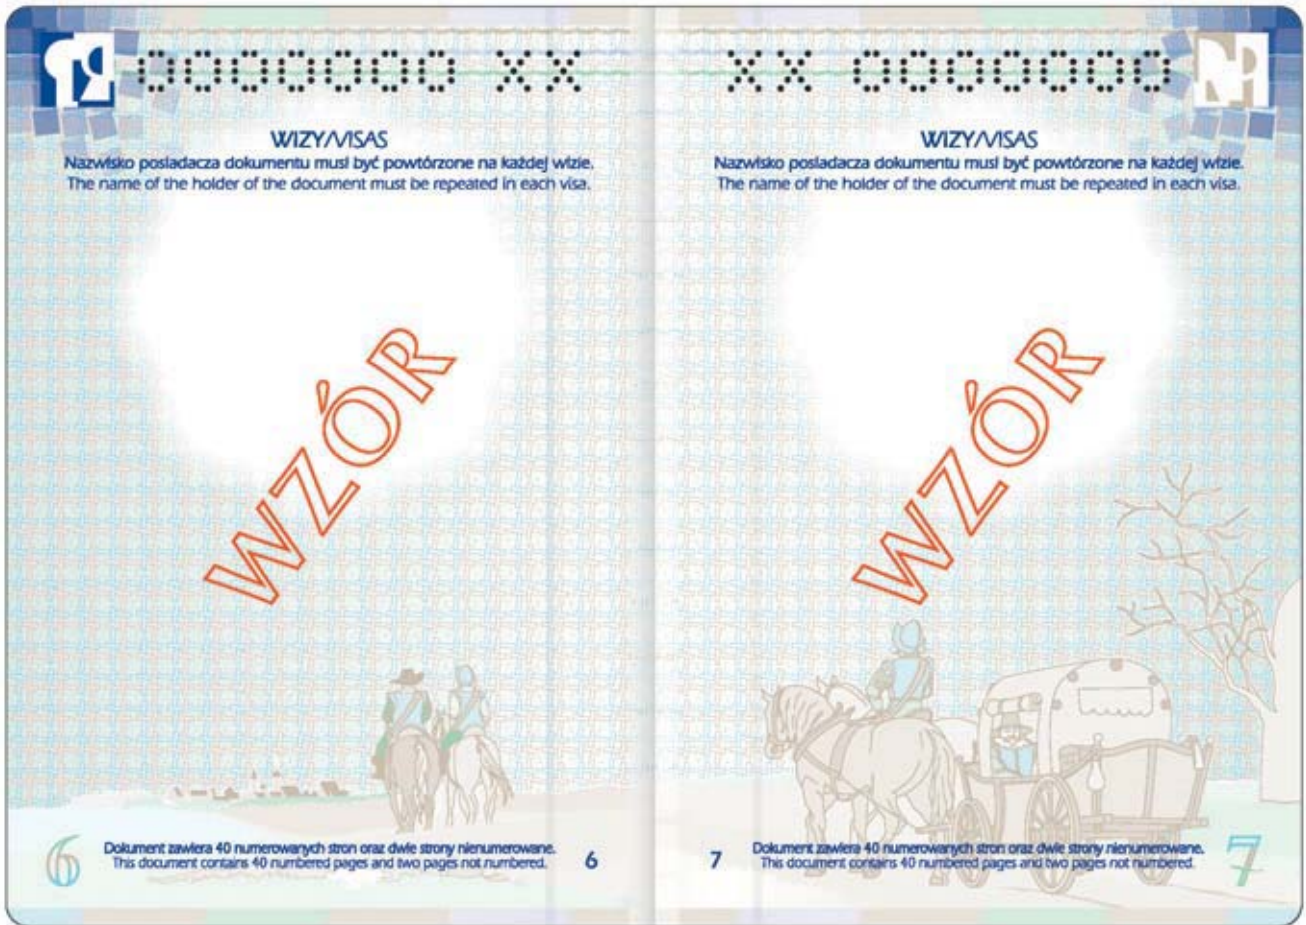 0000000 XX
WIZY/VISAS
Nazwisko posiadacza dokumentu musi być powtórzone na każdej wizie.
The name of the holder of the document must be repeated in each visa.
WZÓR
Dokument zawiera 40 numerowanych stron oraz dwie strony nienumerowane.
This document contains 40 numbered pages and two pages not numbered.
6
6
XX 0000000
WIZY/VISAS
Nazwisko posiadacza dokumentu musi być powtórzone na każdej wizie.
The name of the holder of the document must be repeated in each visa.
WZÓR
7
Dokument zawiera 40 numerowanych stron oraz dwie strony nienumerowane.
This document contains 40 numbered pages and two pages not numbered.
7